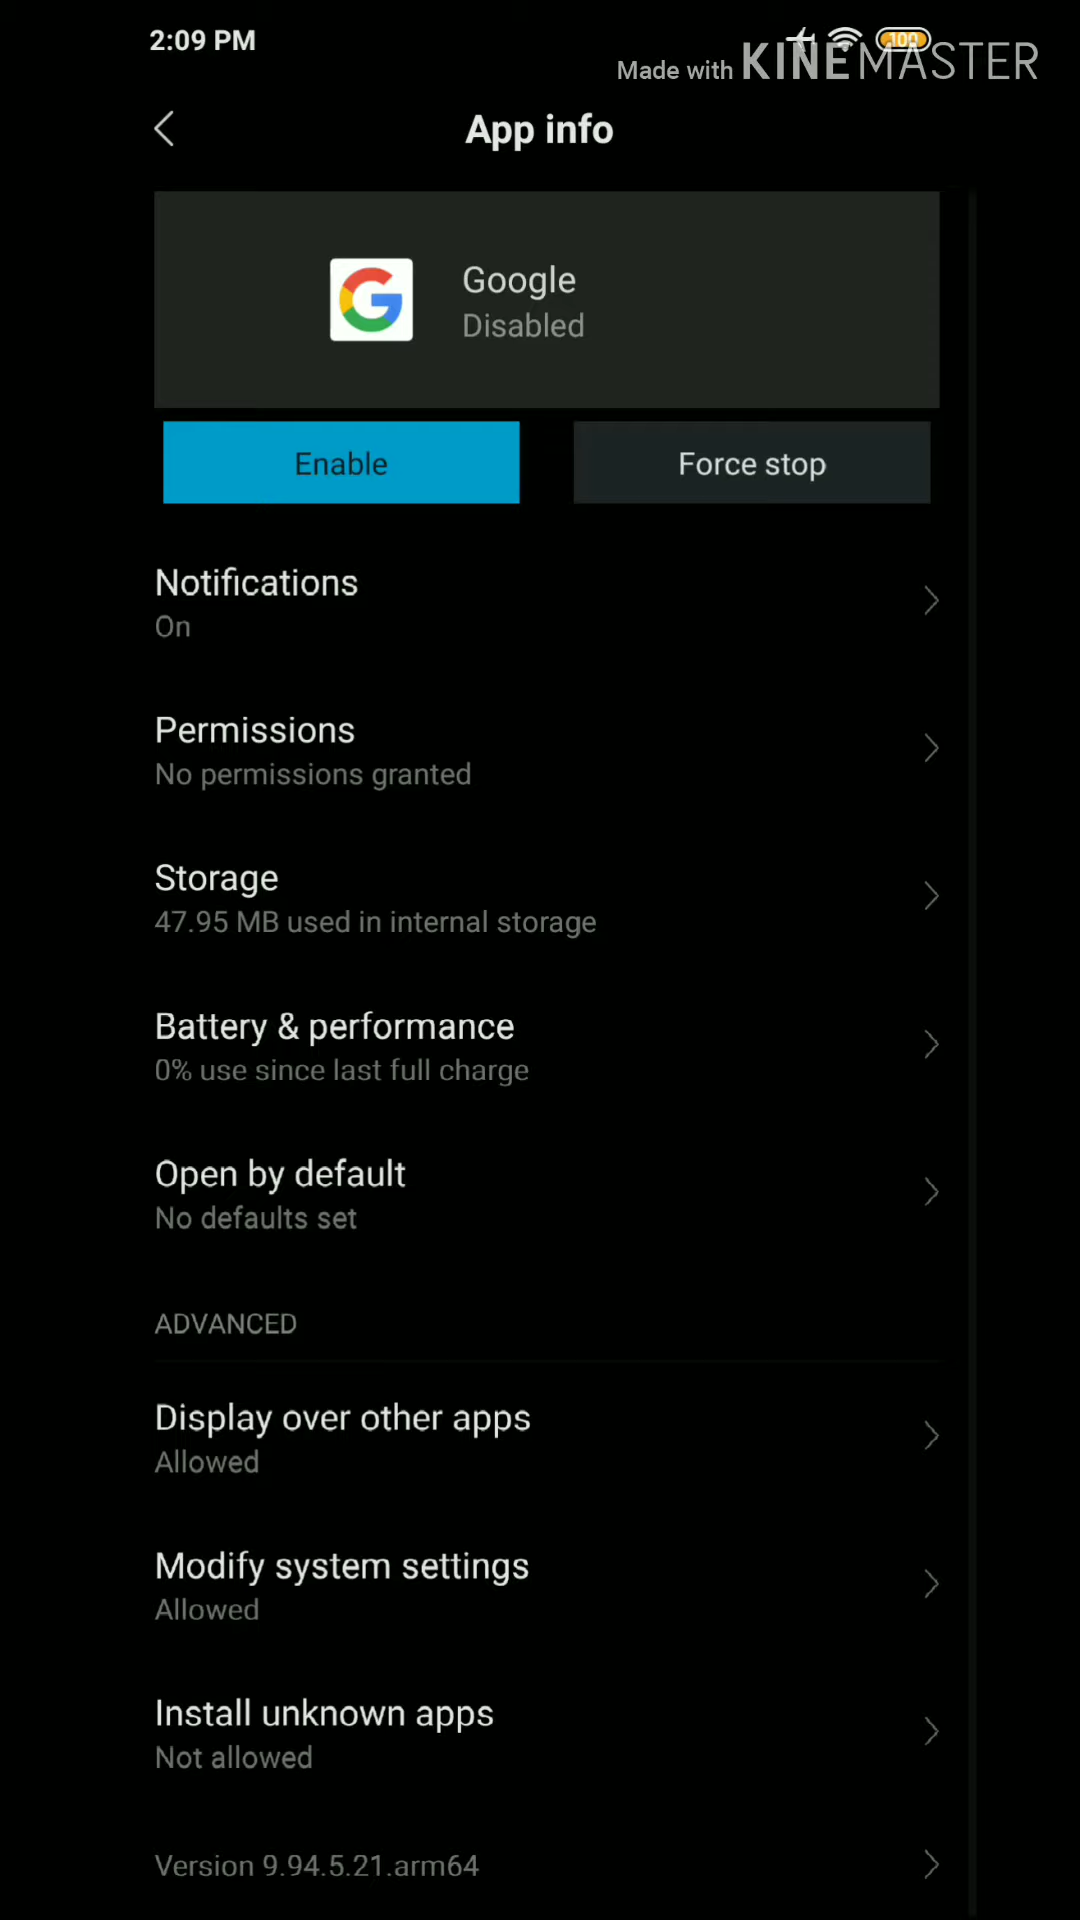 2:09 PM
100
Made with KINEMASTER
App info
Google
Disabled
Enable
Force stop
Notifications
On
Permissions
No permissions granted
Storage
47.95 MB used in internal storage
Battery & performance
0% use since last full charge
Open by default
No defaults set
ADVANCED
Display over other apps
Allowed
Modify system settings
Allowed
Install unknown apps
Not allowed
Version 9.94.5.21.arm64